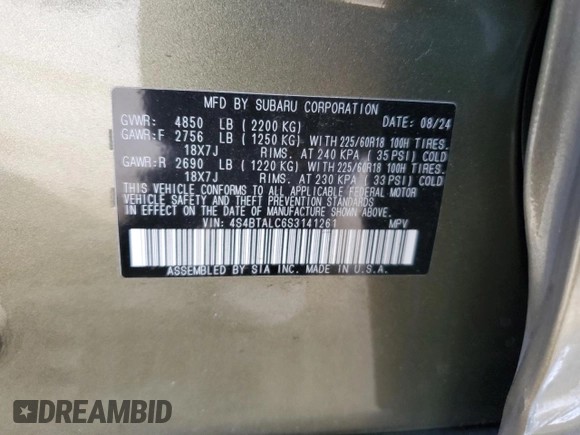 MFD BY SUBARU CORPORATION
GVWR: 4850 LB (2200 KG) DATE: 08/24
GAWR:F 2756 LB (1250 KG) WITH 225/60R18 100H TIRES.
18X7J RIMS. AT 240 KPA (35 PSI) COLD
GAWR:R 2690 LB (1220 KG) WITH 225/60R18 100H TIRES.
18X7J RIMS. AT 230 KPA (33 PSI) COLD
THIS VEHICLE CONFORMS TO ALL APPLICABLE FEDERAL MOTOR
VEHICLE SAFETY AND THEFT PREVENTION STANDARDS
IN EFFECT ON THE DATE OF MANUFACTURE SHOWN ABOVE.
VIN: 4S4BTALC6S3141261 MPV
ASSEMBLED BY SIA INC. MADE IN U.S.A.
DREAMBID